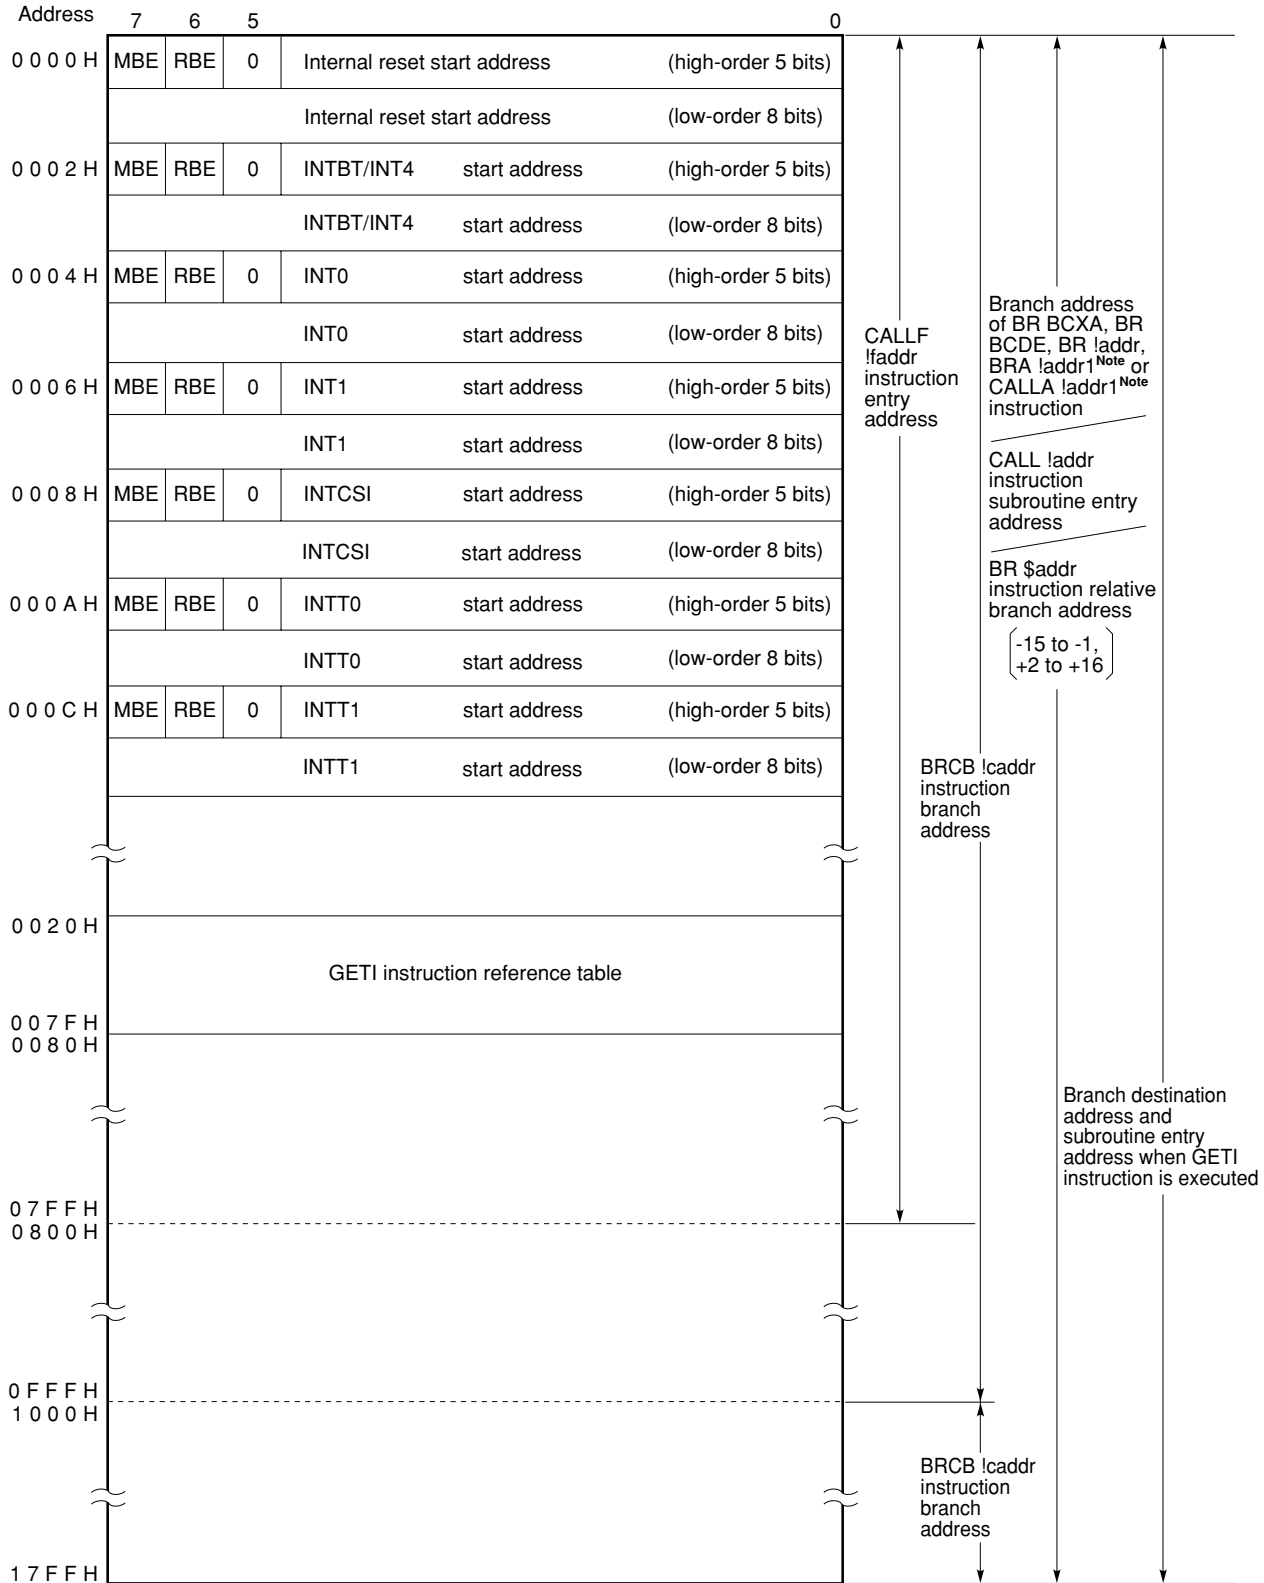 Address 7 6 5 0
0000H MBE RBE 0 Internal reset start address (high-order 5 bits)
Internal reset start address (low-order 8 bits)
0002H MBE RBE 0 INTBT/INT4 start address (high-order 5 bits)
INTBT/INT4 start address (low-order 8 bits)
0004H MBE RBE 0 INT0 start address (high-order 5 bits)
INT0 start address (low-order 8 bits)
0006H MBE RBE 0 INT1 start address (high-order 5 bits)
INT1 start address (low-order 8 bits)
0008H MBE RBE 0 INTCSI start address (high-order 5 bits)
INTCSI start address (low-order 8 bits)
000AH MBE RBE 0 INTT0 start address (high-order 5 bits)
INTT0 start address (low-order 8 bits)
000CH MBE RBE 0 INTT1 start address (high-order 5 bits)
INTT1 start address (low-order 8 bits)
0020H
GETI instruction reference table
007FH
0080H
07FFH
0800H
0FFFH
1000H
17FFH
CALLF
!faddr
instruction
entry
address
BRCB !caddr
instruction
branch
address
BRCB !caddr
instruction
branch
address
Branch address
of BR BCXA, BR
BCDE, BR !addr,
BRA !addr1Note or
CALLA !addr1Note
instruction
CALL !addr
instruction
subroutine entry
address
BR $addr
instruction relative
branch address
-15 to -1,
+2 to +16
Branch destination
address and
subroutine entry
address when GETI
instruction is executed